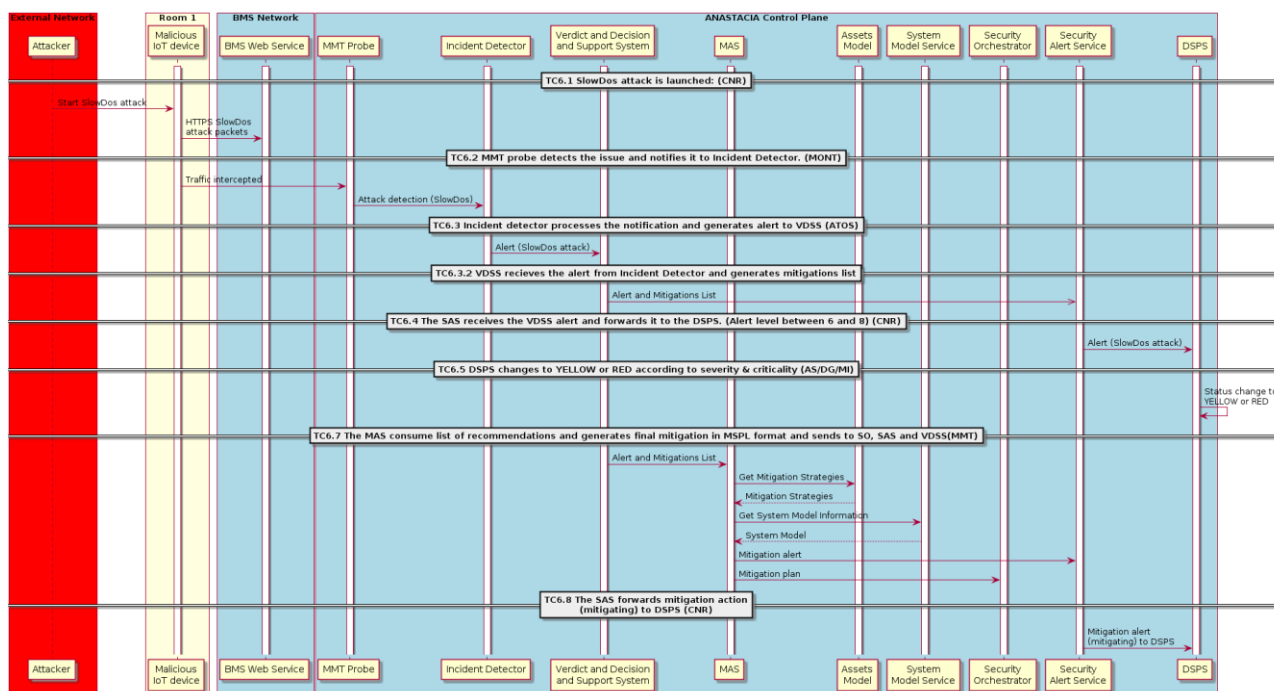 External Network
Room 1
BMS Network
ANASTACIA Control Plane
Attacker
Malicious
IoT device
BMS Web Service
MMT Probe
Incident Detector
Verdict and Decision
and Support System
MAS
Assets
Model
System
Model Service
Security
Orchestrator
Security
Alert Service
DSPS
TC6.1 SlowDos attack is launched: (CNR)
Start SlowDos attack
HTTPS SlowDos
attack packets
TC6.2 MMT probe detects the issue and notifies it to Incident Detector. (MONT)
Traffic intercepted
Attack detection (SlowDos)
TC6.3 Incident detector processes the notification and generates alert to VDSS (ATOS)
Alert (SlowDos attack)
TC6.3.2 VDSS recieves the alert from Incident Detector and generates mitigations list
Alert and Mitigations List
TC6.4 The SAS receives the VDSS alert and forwards it to the DSPS. (Alert level between 6 and 8) (CNR)
Alert (SlowDos attack)
TC6.5 DSPS changes to YELLOW or RED according to severity & criticality (AS/DG/MI)
Status change to
YELLOW or RED
TC6.7 The MAS consume list of recommendations and generates final mitigation in MSPL format and sends to SO, SAS and VDSS(MMT)
Alert and Mitigations List
Get Mitigation Strategies
Mitigation Strategies
Get System Model Information
System Model
Mitigation alert
Mitigation plan
TC6.8 The SAS forwards mitigation action
(mitigating) to DSPS (CNR)
Mitigation alert
(mitigating) to DSPS
Attacker
Malicious
IoT device
BMS Web Service
MMT Probe
Incident Detector
Verdict and Decision
and Support System
MAS
Assets
Model
System
Model Service
Security
Orchestrator
Security
Alert Service
DSPS